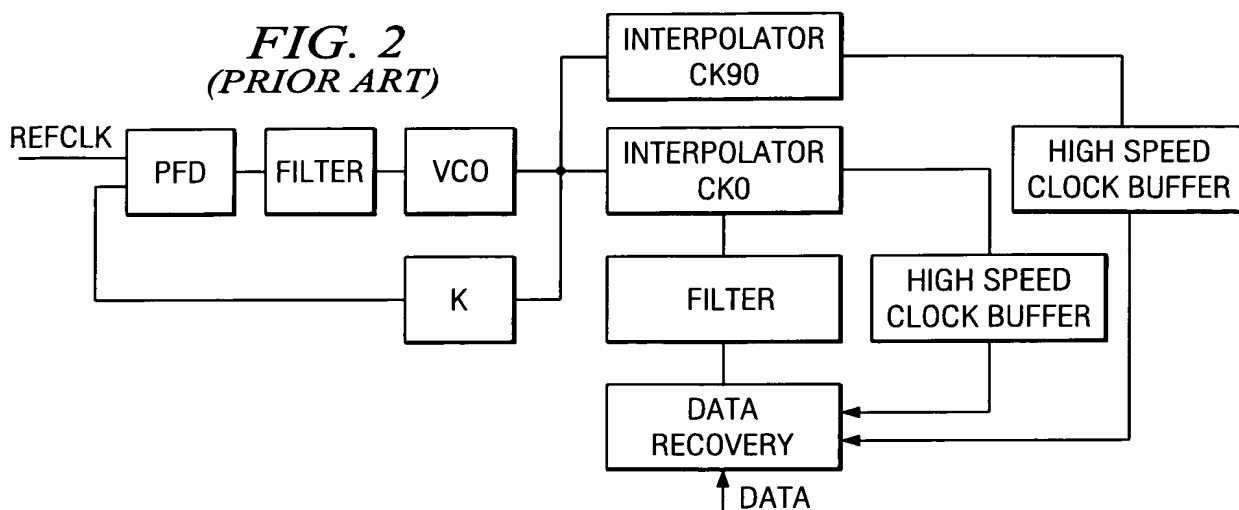 FIG. 2
(PRIOR ART)
INTERPOLATOR
CK90
REFCLK
PFD
FILTER
VCO
INTERPOLATOR
CK0
HIGH SPEED
CLOCK BUFFER
K
FILTER
HIGH SPEED
CLOCK BUFFER
DATA
RECOVERY
DATA